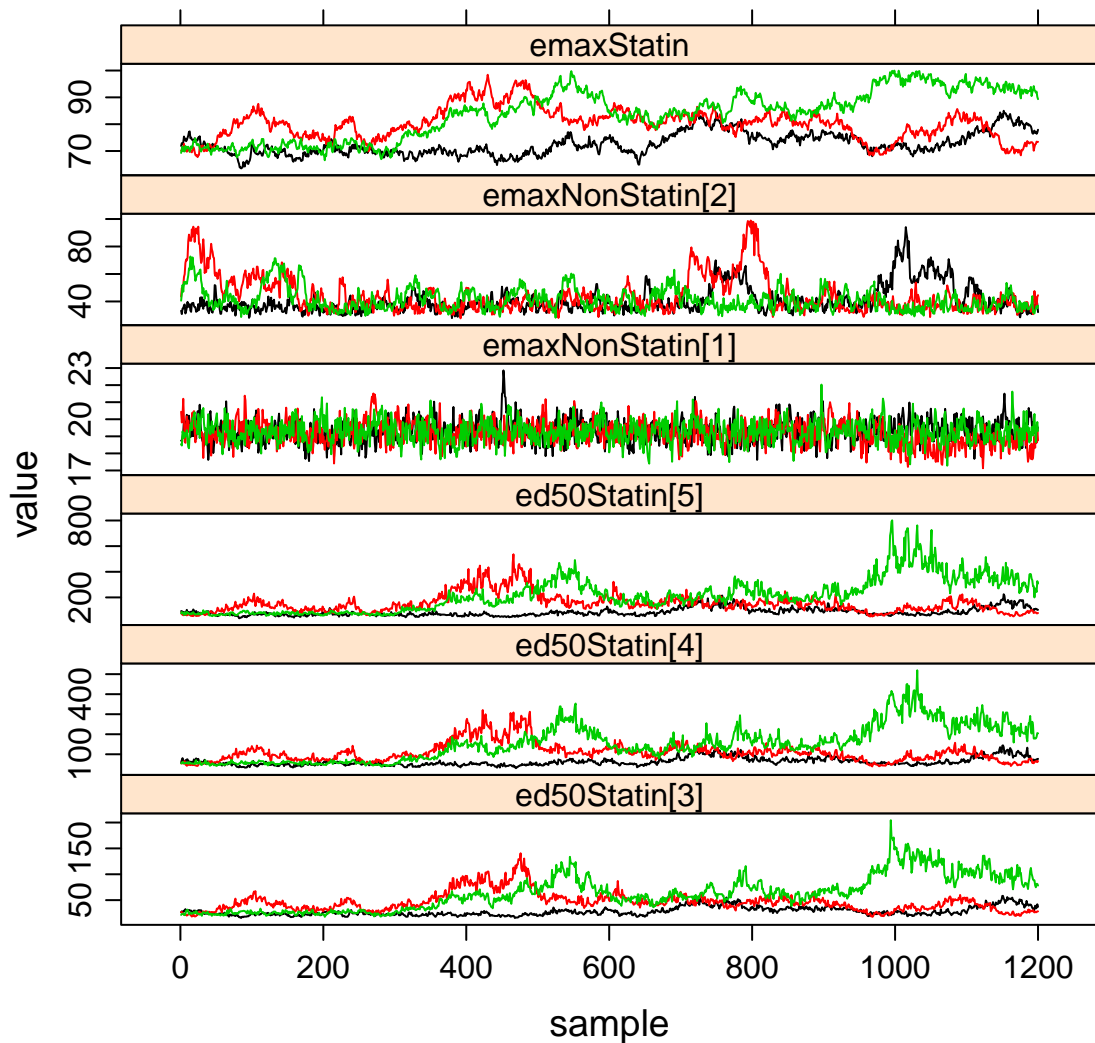 emaxStatin
70 90
emaxNonStatin[2]
40 80
emaxNonStatin[1]
17 20 23
ed50Statin[5]
200 800
ed50Statin[4]
100 400
ed50Statin[3]
50 150
value
0 200 400 600 800 1000 1200
sample